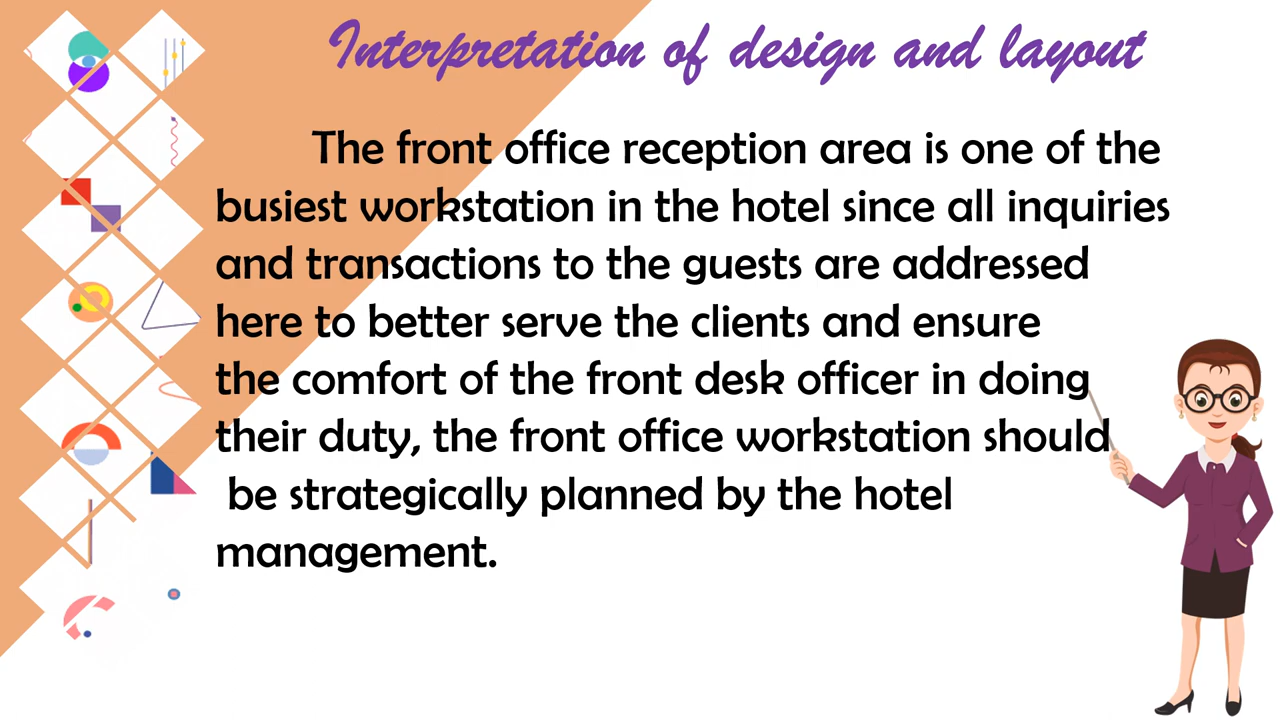 Interpretation of design and layout
The front office reception area is one of the
busiest workstation in the hotel since all inquiries
and transactions to the guests are addressed
here to better serve the clients and ensure
the comfort of the front desk officer in doing
their duty, the front office workstation should
be strategically planned by the hotel
management.